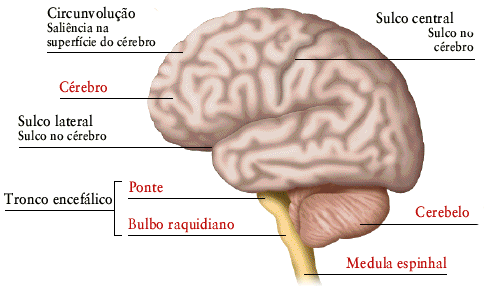 Circunvolução
Saliência na
superfície do cérebro
Sulco central
Sulco no
cérebro
Cérebro
Sulco lateral
Sulco no cérebro
Tronco encefálico
Ponte
Bulbo raquidiano
Cerebelo
Medula espinhal